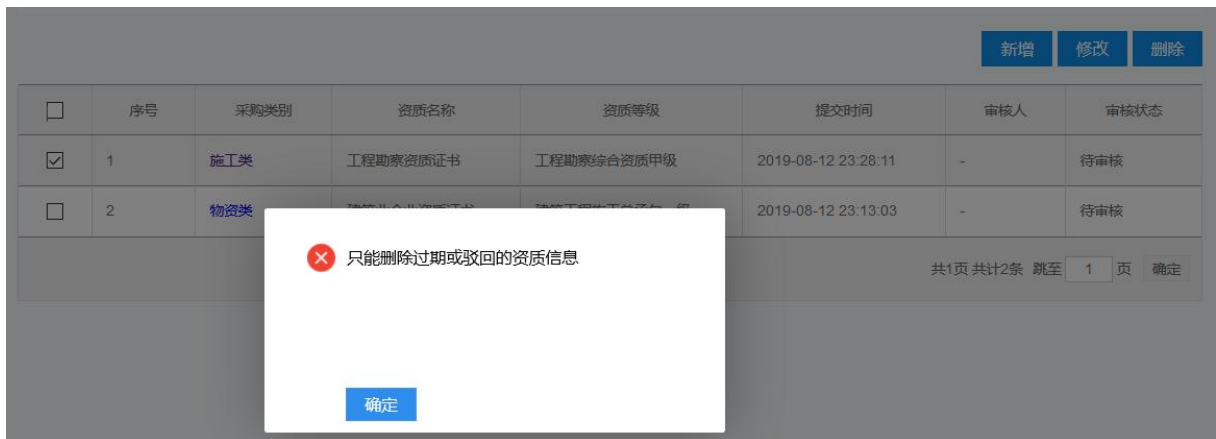 新增 修改 删除
序号 采购类别 资质名称 资质等级 提交时间 审核人 审核状态
1 施工类 工程勘察资质证书 工程勘察综合资质甲级 2019-08-12 23:28:11 - 待审核
2 物资类 2019-08-12 23:13:03 - 待审核
只能删除过期或驳回的资质信息
共1页 共计2条 跳至 1 页 确定
确定